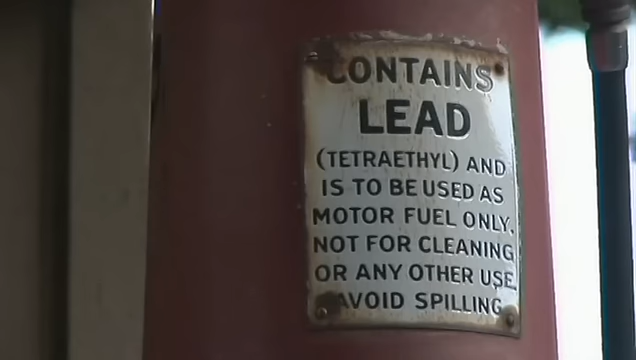 CONTAINS
LEAD
(TETRAETHYL) AND
IS TO BE USED AS
MOTOR FUEL ONLY,
NOT FOR CLEANING
OR ANY OTHER USE
AVOID SPILLING